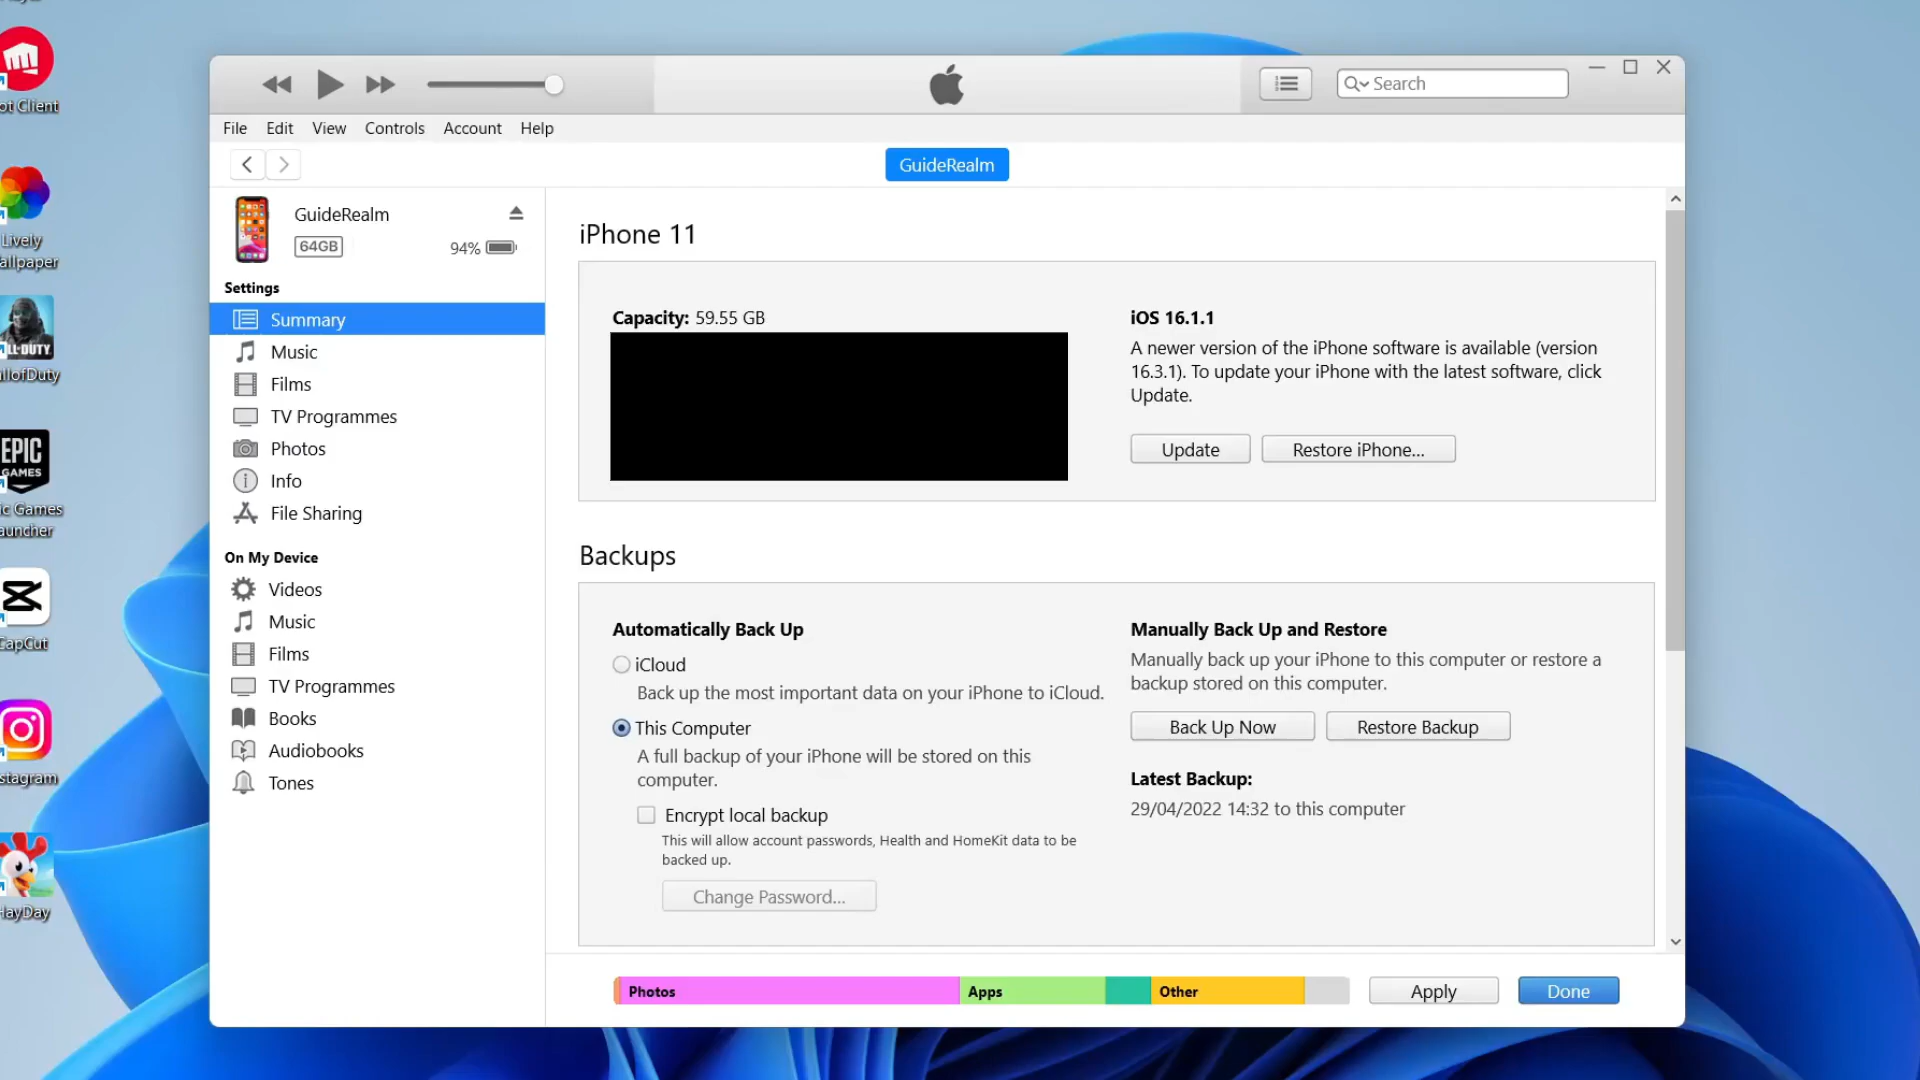 ot Client
Lively
allpaper
LL-DUTY.
allofDuty
EPIC
GAMES
ic Games
auncher
CapCut
stagram
HayDay
Search
File Edit View Controls Account Help
GuideRealm
GuideRealm
64GB
94%
Settings
Summary
Music
Films
TV Programmes
Photos
Info
File Sharing
On My Device
Videos
Music
Films
TV Programmes
Books
Audiobooks
Tones
iPhone 11
Capacity: 59.55 GB
iOS 16.1.1
A newer version of the iPhone software is available (version
16.3.1). To update your iPhone with the latest software, click
Update.
Update Restore iPhone...
Backups
Automatically Back Up
iCloud
Back up the most important data on your iPhone to iCloud.
This Computer
A full backup of your iPhone will be stored on this
computer.
Encrypt local backup
This will allow account passwords, Health and HomeKit data to be
backed up.
Change Password...
Manually Back Up and Restore
Manually back up your iPhone to this computer or restore a
backup stored on this computer.
Back Up Now Restore Backup
Latest Backup:
29/04/2022 14:32 to this computer
Photos Apps Other
Apply Done